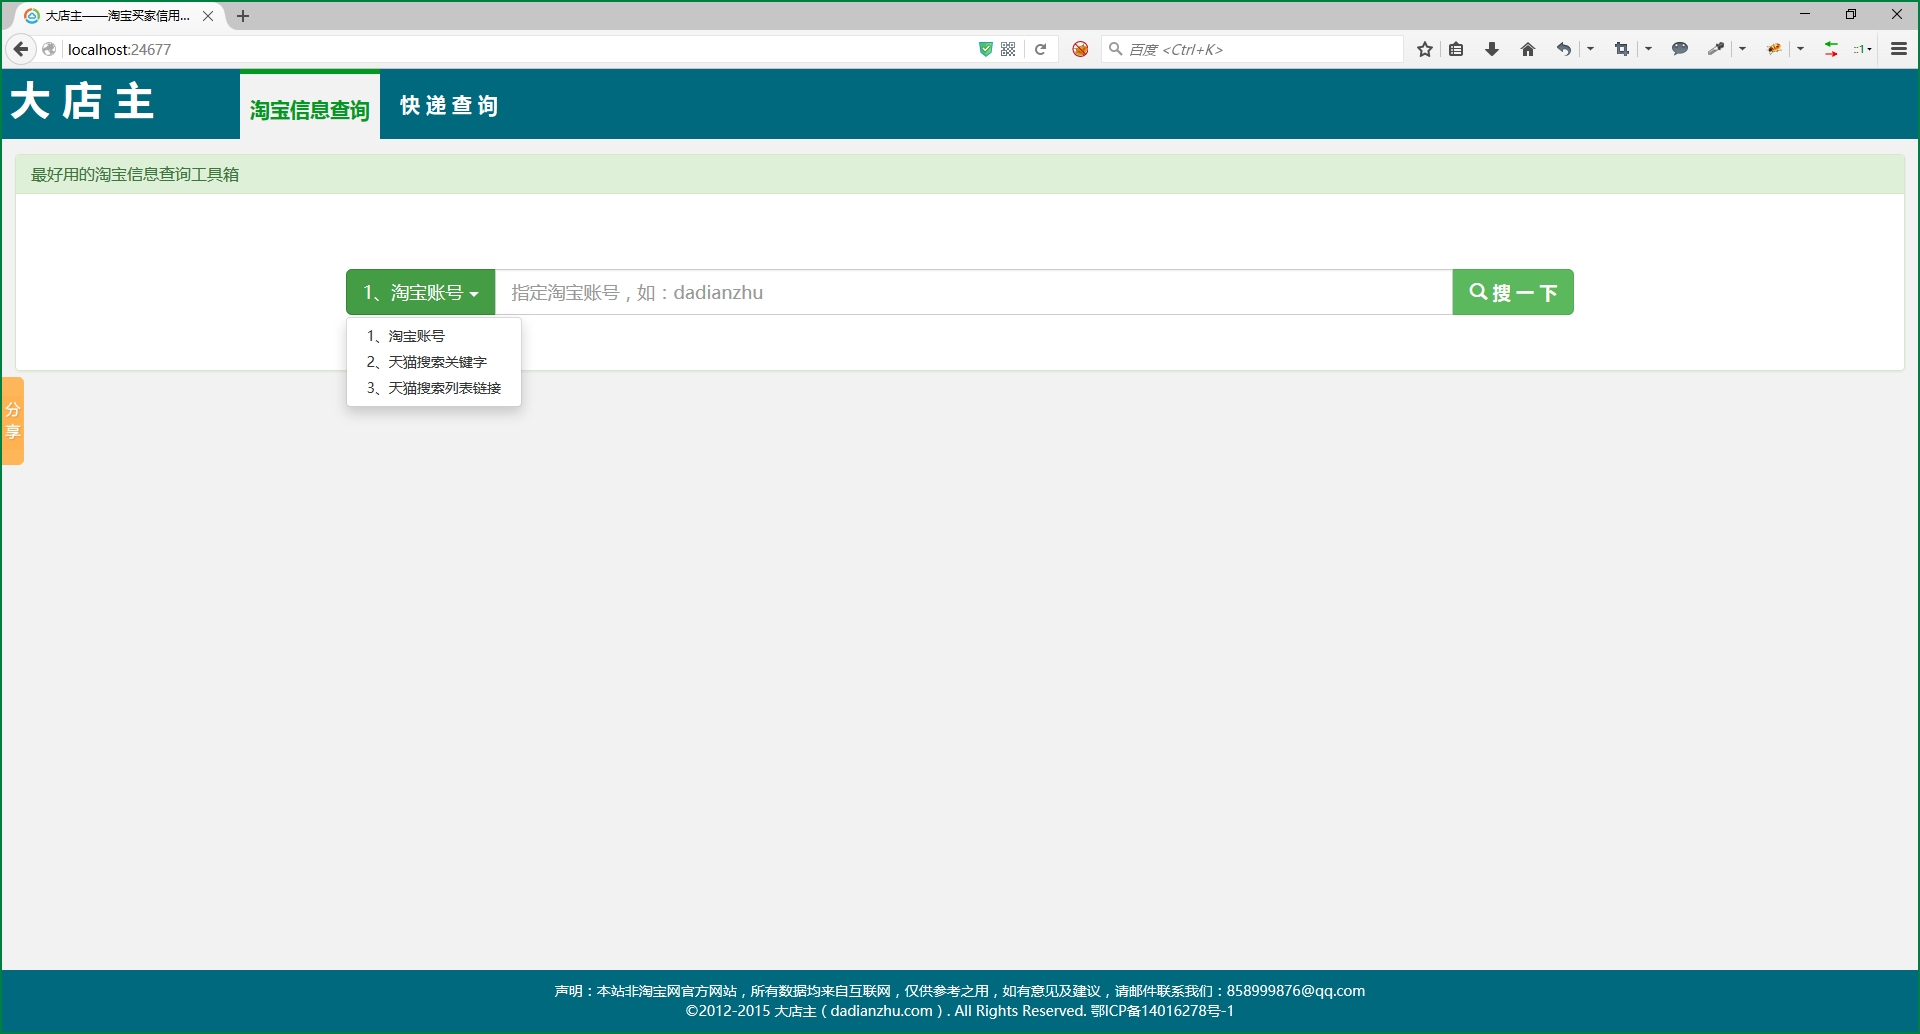 大店主——淘宝买家信用...
localhost:24677
百度 <Ctrl+K>
::1
大 店 主
淘宝信息查询
快 递 查 询
最好用的淘宝信息查询工具箱
1、淘宝账号
指定淘宝账号，如：dadianzhu
搜 一 下
1、淘宝账号
2、天猫搜索关键字
3、天猫搜索列表链接
分
享
声明：本站非淘宝网官方网站，所有数据均来自互联网，仅供参考之用，如有意见及建议，请邮件联系我们：858999876@qq.com
©2012-2015 大店主（dadianzhu.com）. All Rights Reserved. 鄂ICP备14016278号-1